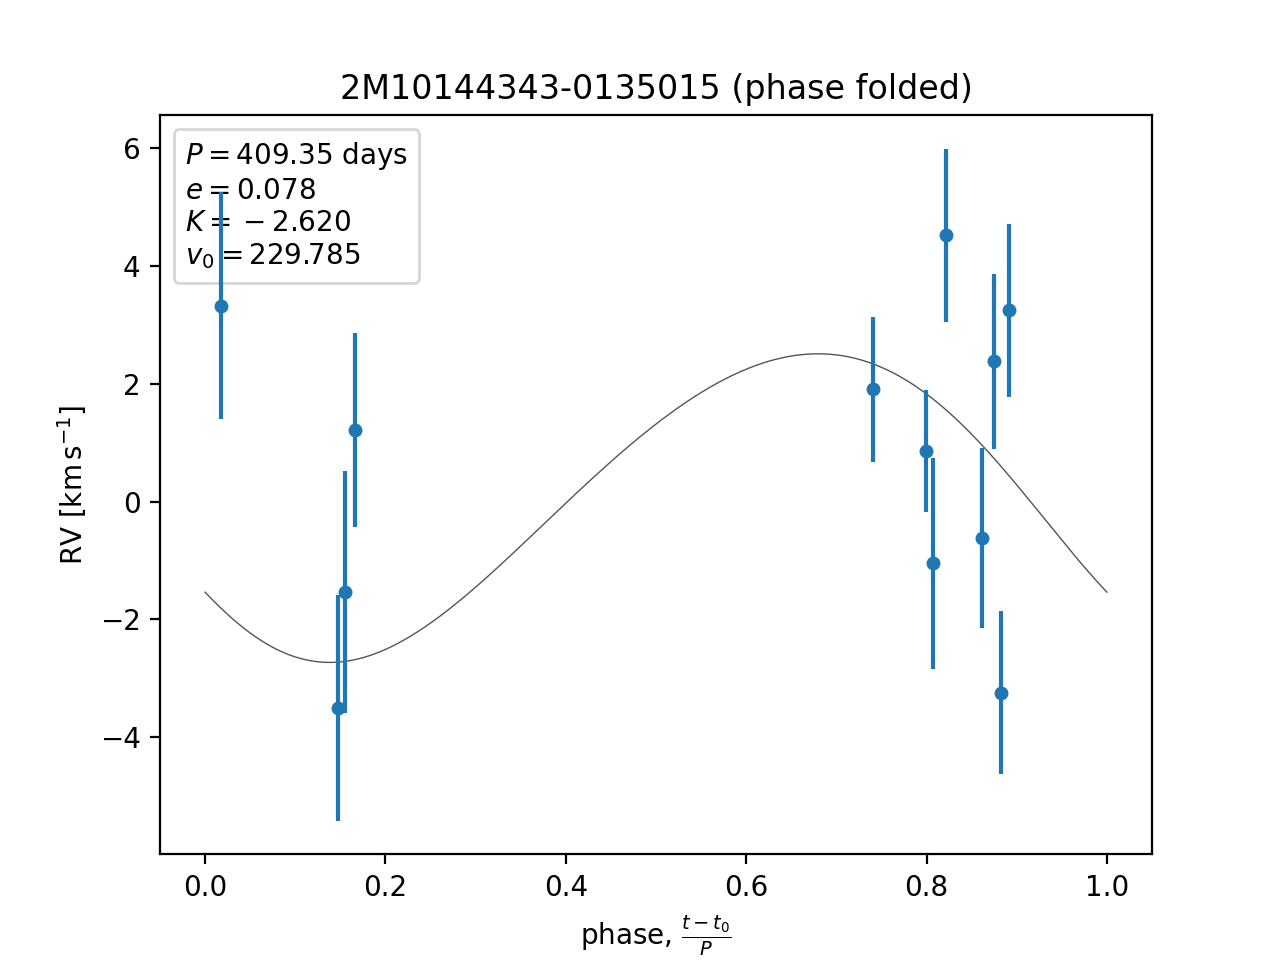 2M10144343-0135015 (phase folded)
P = 409.35 days
e = 0.078
K = −2.620
v₀ = 229.785
6
4
2
0
−2
−4
RV [km s⁻¹]
0.0 0.2 0.4 0.6 0.8 1.0
phase, (t − t₀)/P